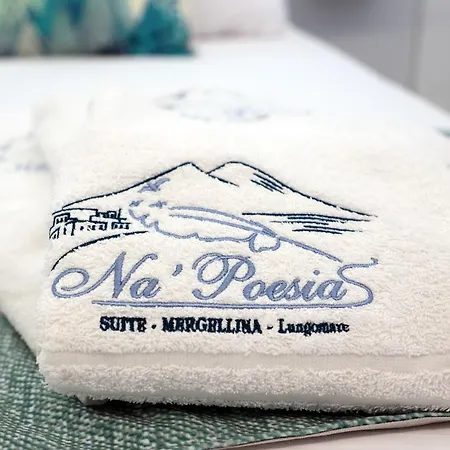 Na' Poesia
SUITE - MERGELLINA - Lungomare